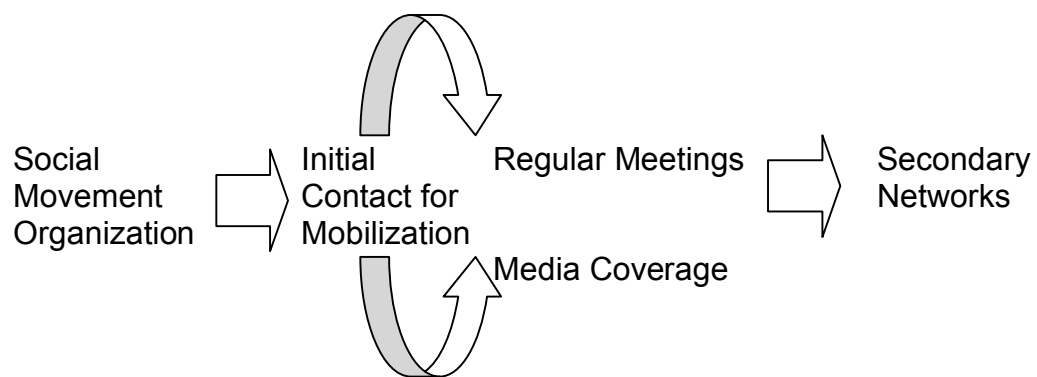 Social
Movement
Organization
Initial
Contact for
Mobilization
Regular Meetings
Media Coverage
Secondary
Networks